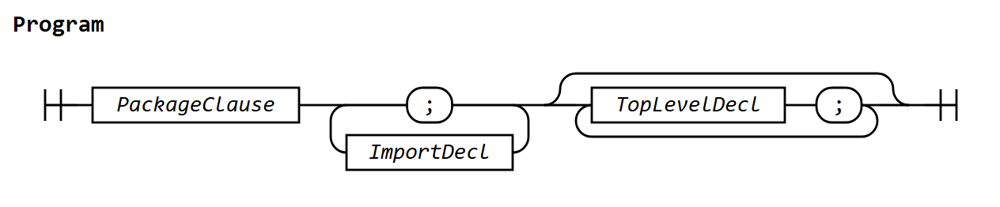 Program
PackageClause ; TopLevelDecl ;
ImportDecl